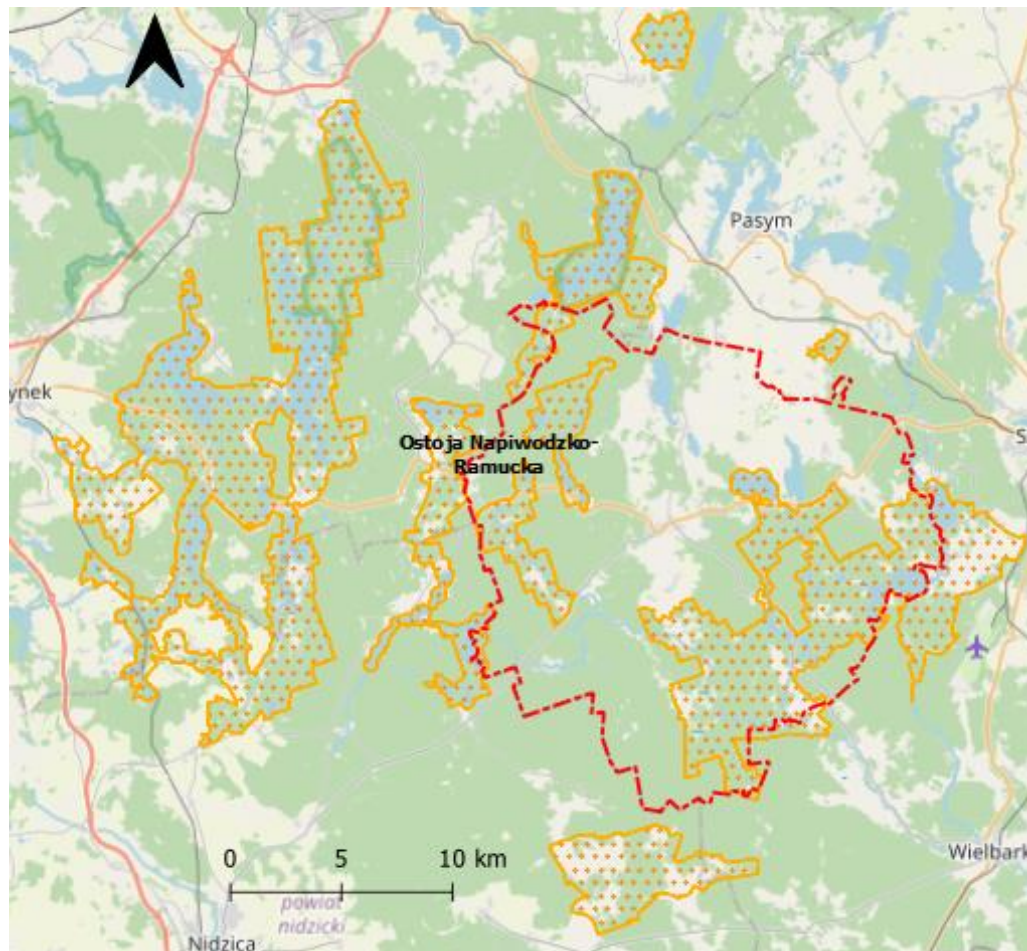 Pasym
ynek
S
Ostoja Napiwodzko-
Ramucka
0 5 10 km
Wielbark
powiat
nidzicki
Nidzica